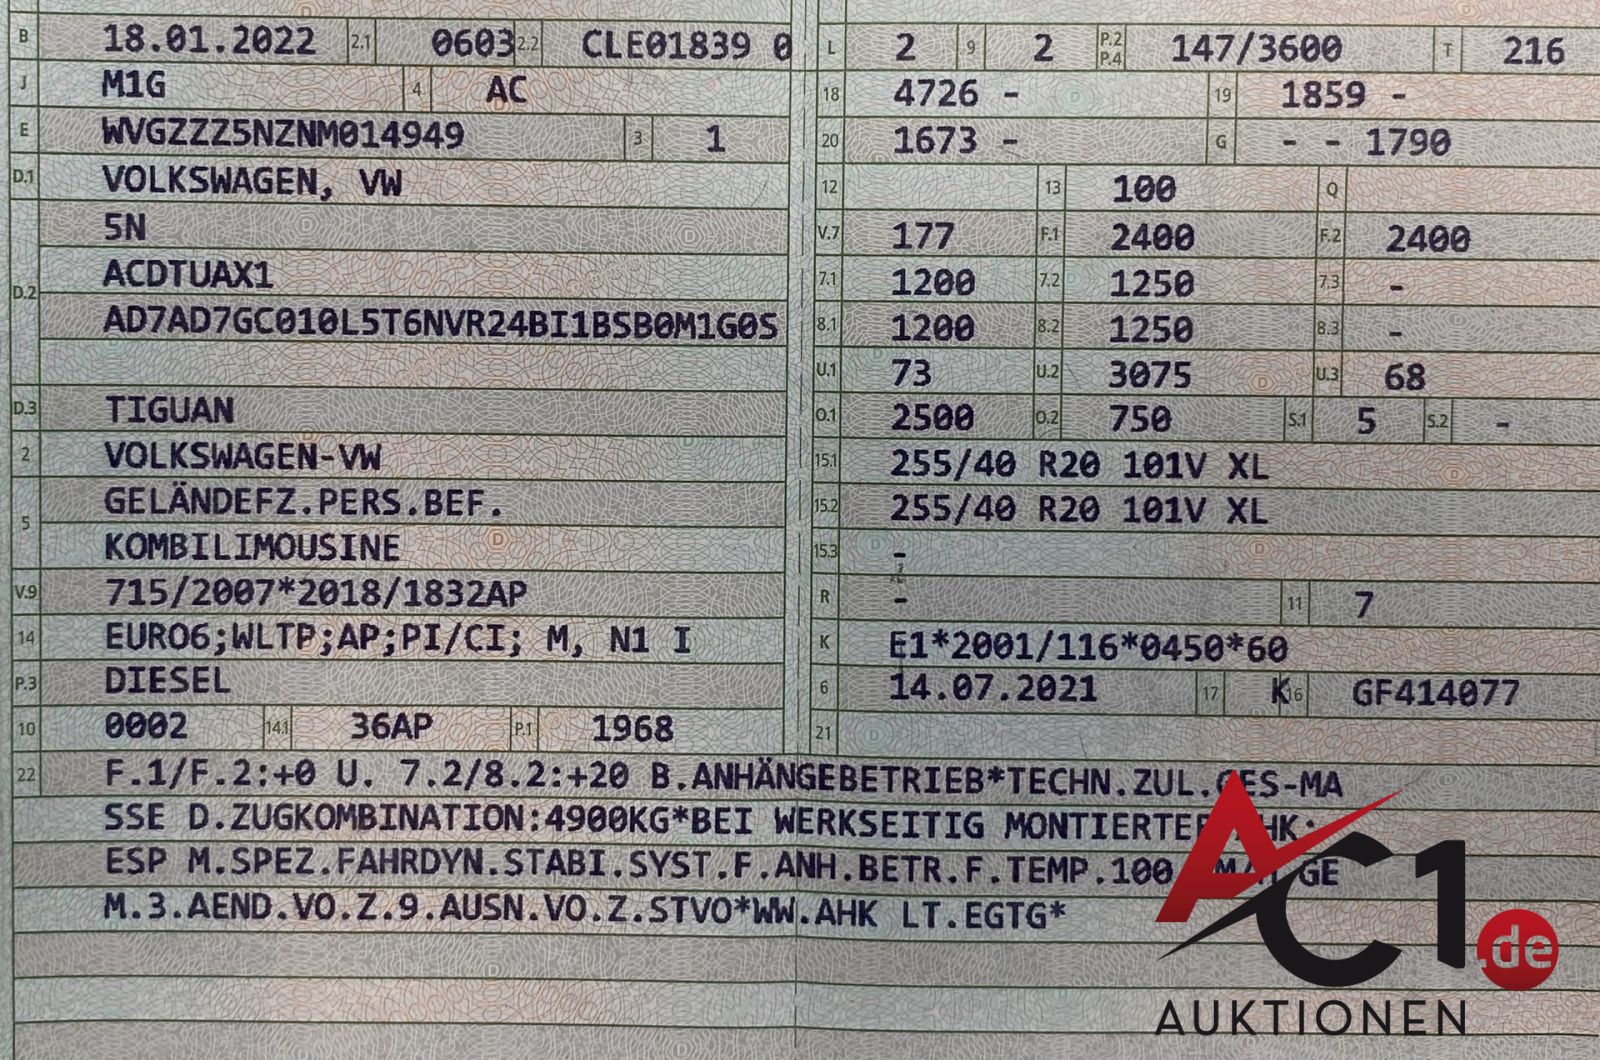 B 18.01.2022 2.1 0603 2.2 CLE01839 0
J M1G 4 AC
E WVGZZZ5NZNM014949 3 1
D.1 VOLKSWAGEN, VW
5N
D.2 ACDTUAX1
AD7AD7GC010L5T6NVR24BI1BSB0M1G0S
D.3 TIGUAN
2 VOLKSWAGEN-VW
5 GELÄNDEFZ.PERS.BEF.
KOMBILIMOUSINE
V.9 715/2007*2018/1832AP
14 EURO6;WLTP;AP;PI/CI; M, N1 I
P.3 DIESEL
10 0002 14.1 36AP P.1 1968
L 2 9 2 P.2 P.4 147/3600 T 216
18 4726 - 19 1859 -
20 1673 - G - - 1790
12 13 100 Q
V.7 177 F.1 2400 F.2 2400
7.1 1200 7.2 1250 7.3 -
8.1 1200 8.2 1250 8.3 -
U.1 73 U.2 3075 U.3 68
O.1 2500 O.2 750 S.1 5 S.2 -
15.1 255/40 R20 101V XL
15.2 255/40 R20 101V XL
15.3 -
R - 11 7
K E1*2001/116*0450*60
6 14.07.2021 17 K 16 GF414077
21
22 F.1/F.2:+0 U. 7.2/8.2:+20 B.ANHÄNGEBETRIEB*TECHN.ZUL.GES-MA
SSE D.ZUGKOMBINATION:4900KG*BEI WERKSEITIG
ESP M.SPEZ.FAHRDYN.STABI.SYST.F.ANH.BETR.F.TEMP.100 GE
M.3.AEND.VO.Z.9.AUSN.VO.Z.STVO*WW.AHK LT.EGTG*
AC1.de
AUKTIONEN